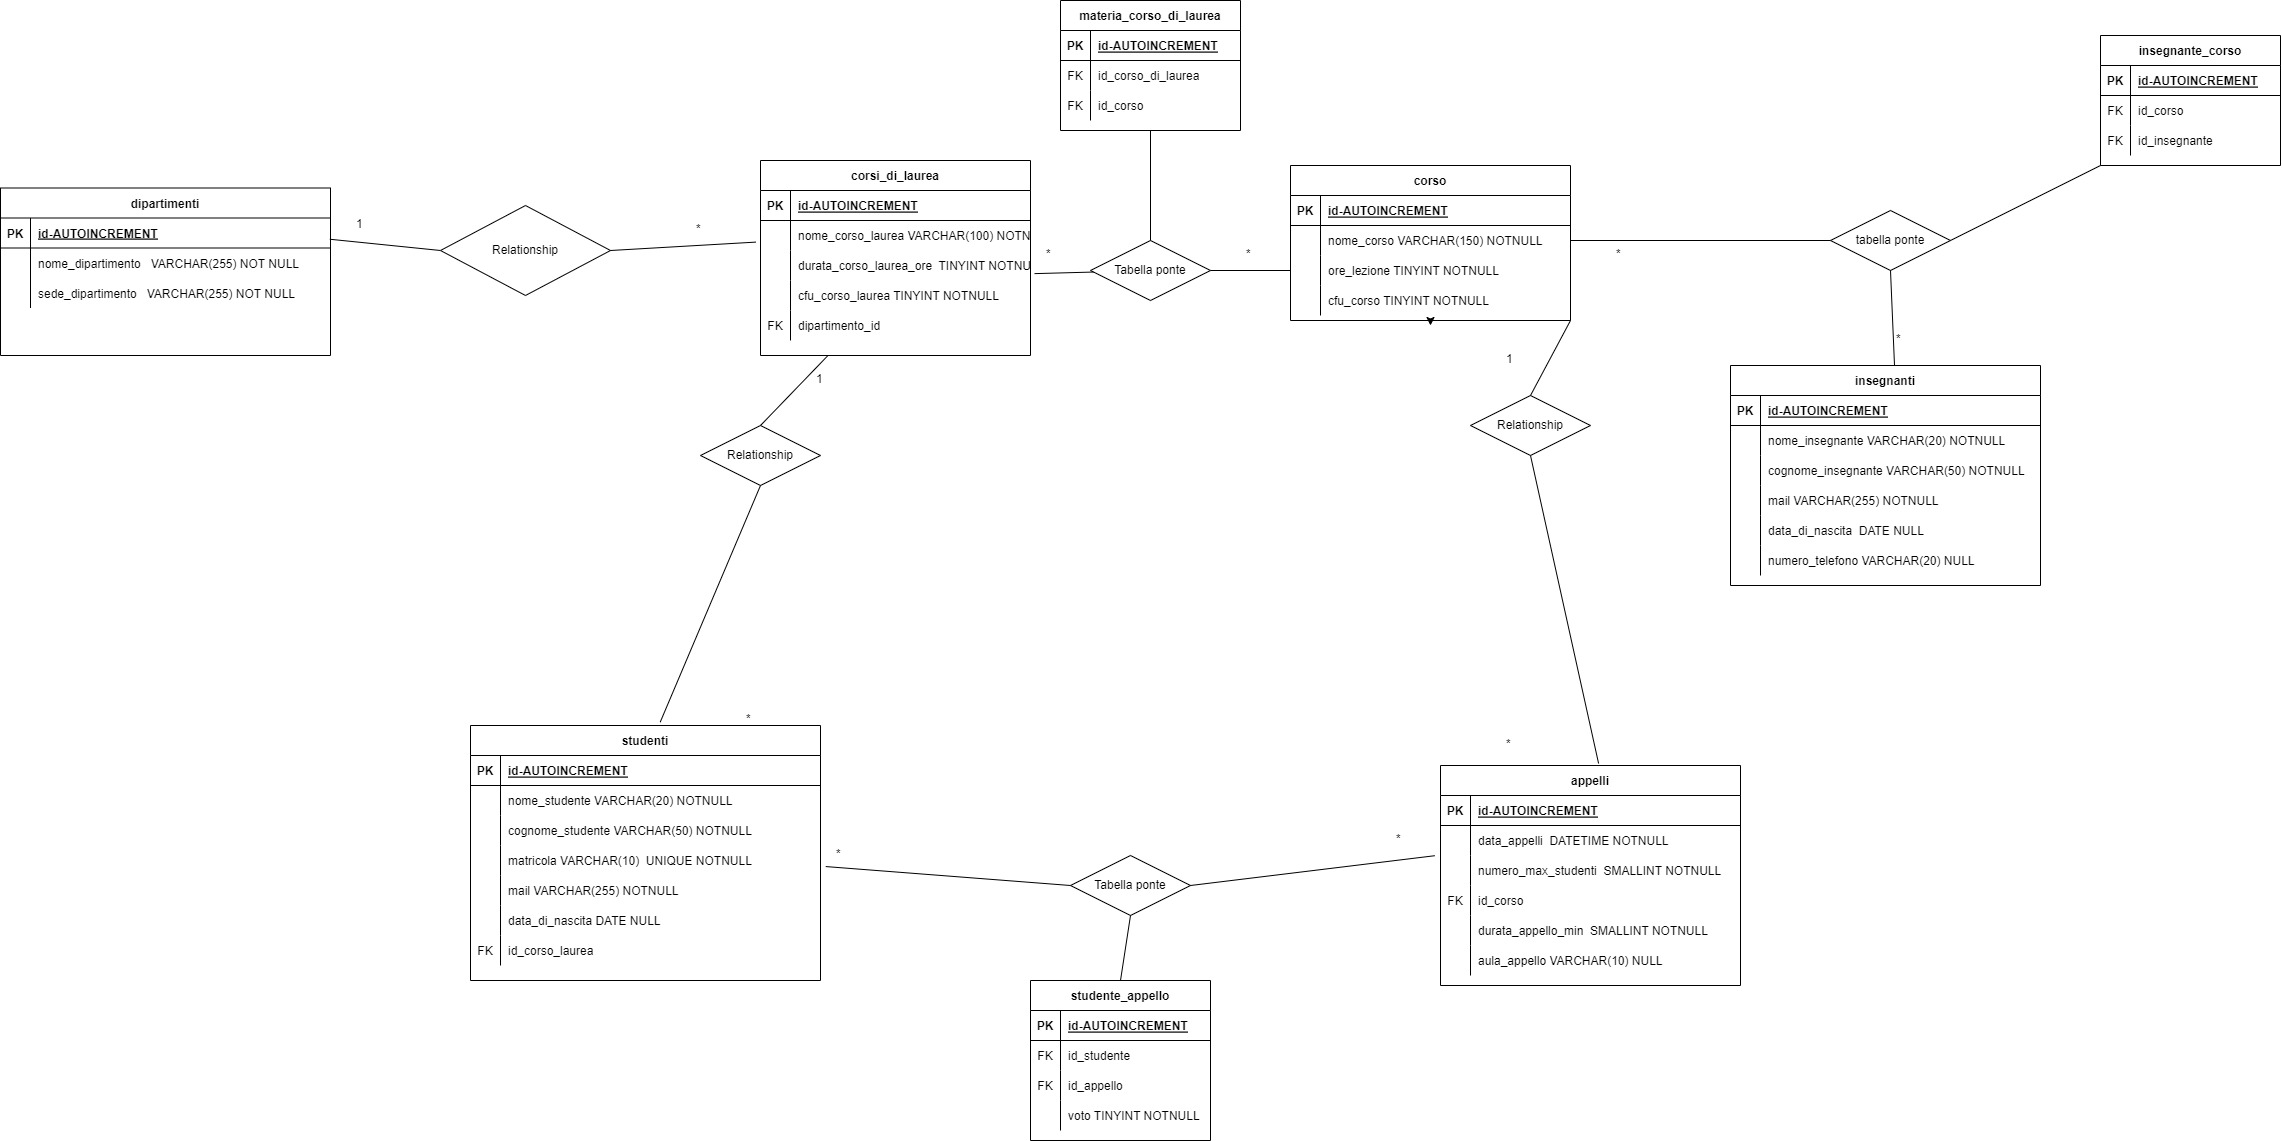 materia_corso_di_laurea
PK id-AUTOINCREMENT
FK id_corso_di_laurea
FK id_corso
insegnante_corso
PK id-AUTOINCREMENT
FK id_corso
FK id_insegnante
dipartimenti
PK id-AUTOINCREMENT
nome_dipartimento VARCHAR(255) NOT NULL
sede_dipartimento VARCHAR(255) NOT NULL
1
Relationship
*
corsi_di_laurea
PK id-AUTOINCREMENT
nome_corso_laurea VARCHAR(100) NOTN
durata_corso_laurea_ore TINYINT NOTNU
cfu_corso_laurea TINYINT NOTNULL
FK dipartimento_id
*
Tabella ponte
*
corso
PK id-AUTOINCREMENT
nome_corso VARCHAR(150) NOTNULL
ore_lezione TINYINT NOTNULL
cfu_corso TINYINT NOTNULL
*
tabella ponte
*
insegnanti
PK id-AUTOINCREMENT
nome_insegnante VARCHAR(20) NOTNULL
cognome_insegnante VARCHAR(50) NOTNULL
mail VARCHAR(255) NOTNULL
data_di_nascita DATE NULL
numero_telefono VARCHAR(20) NULL
1
Relationship
*
1
Relationship
*
studenti
PK id-AUTOINCREMENT
nome_studente VARCHAR(20) NOTNULL
cognome_studente VARCHAR(50) NOTNULL
matricola VARCHAR(10) UNIQUE NOTNULL
mail VARCHAR(255) NOTNULL
data_di_nascita DATE NULL
FK id_corso_laurea
*
Tabella ponte
*
appelli
PK id-AUTOINCREMENT
data_appelli DATETIME NOTNULL
numero_max_studenti SMALLINT NOTNULL
FK id_corso
durata_appello_min SMALLINT NOTNULL
aula_appello VARCHAR(10) NULL
studente_appello
PK id-AUTOINCREMENT
FK id_studente
FK id_appello
voto TINYINT NOTNULL